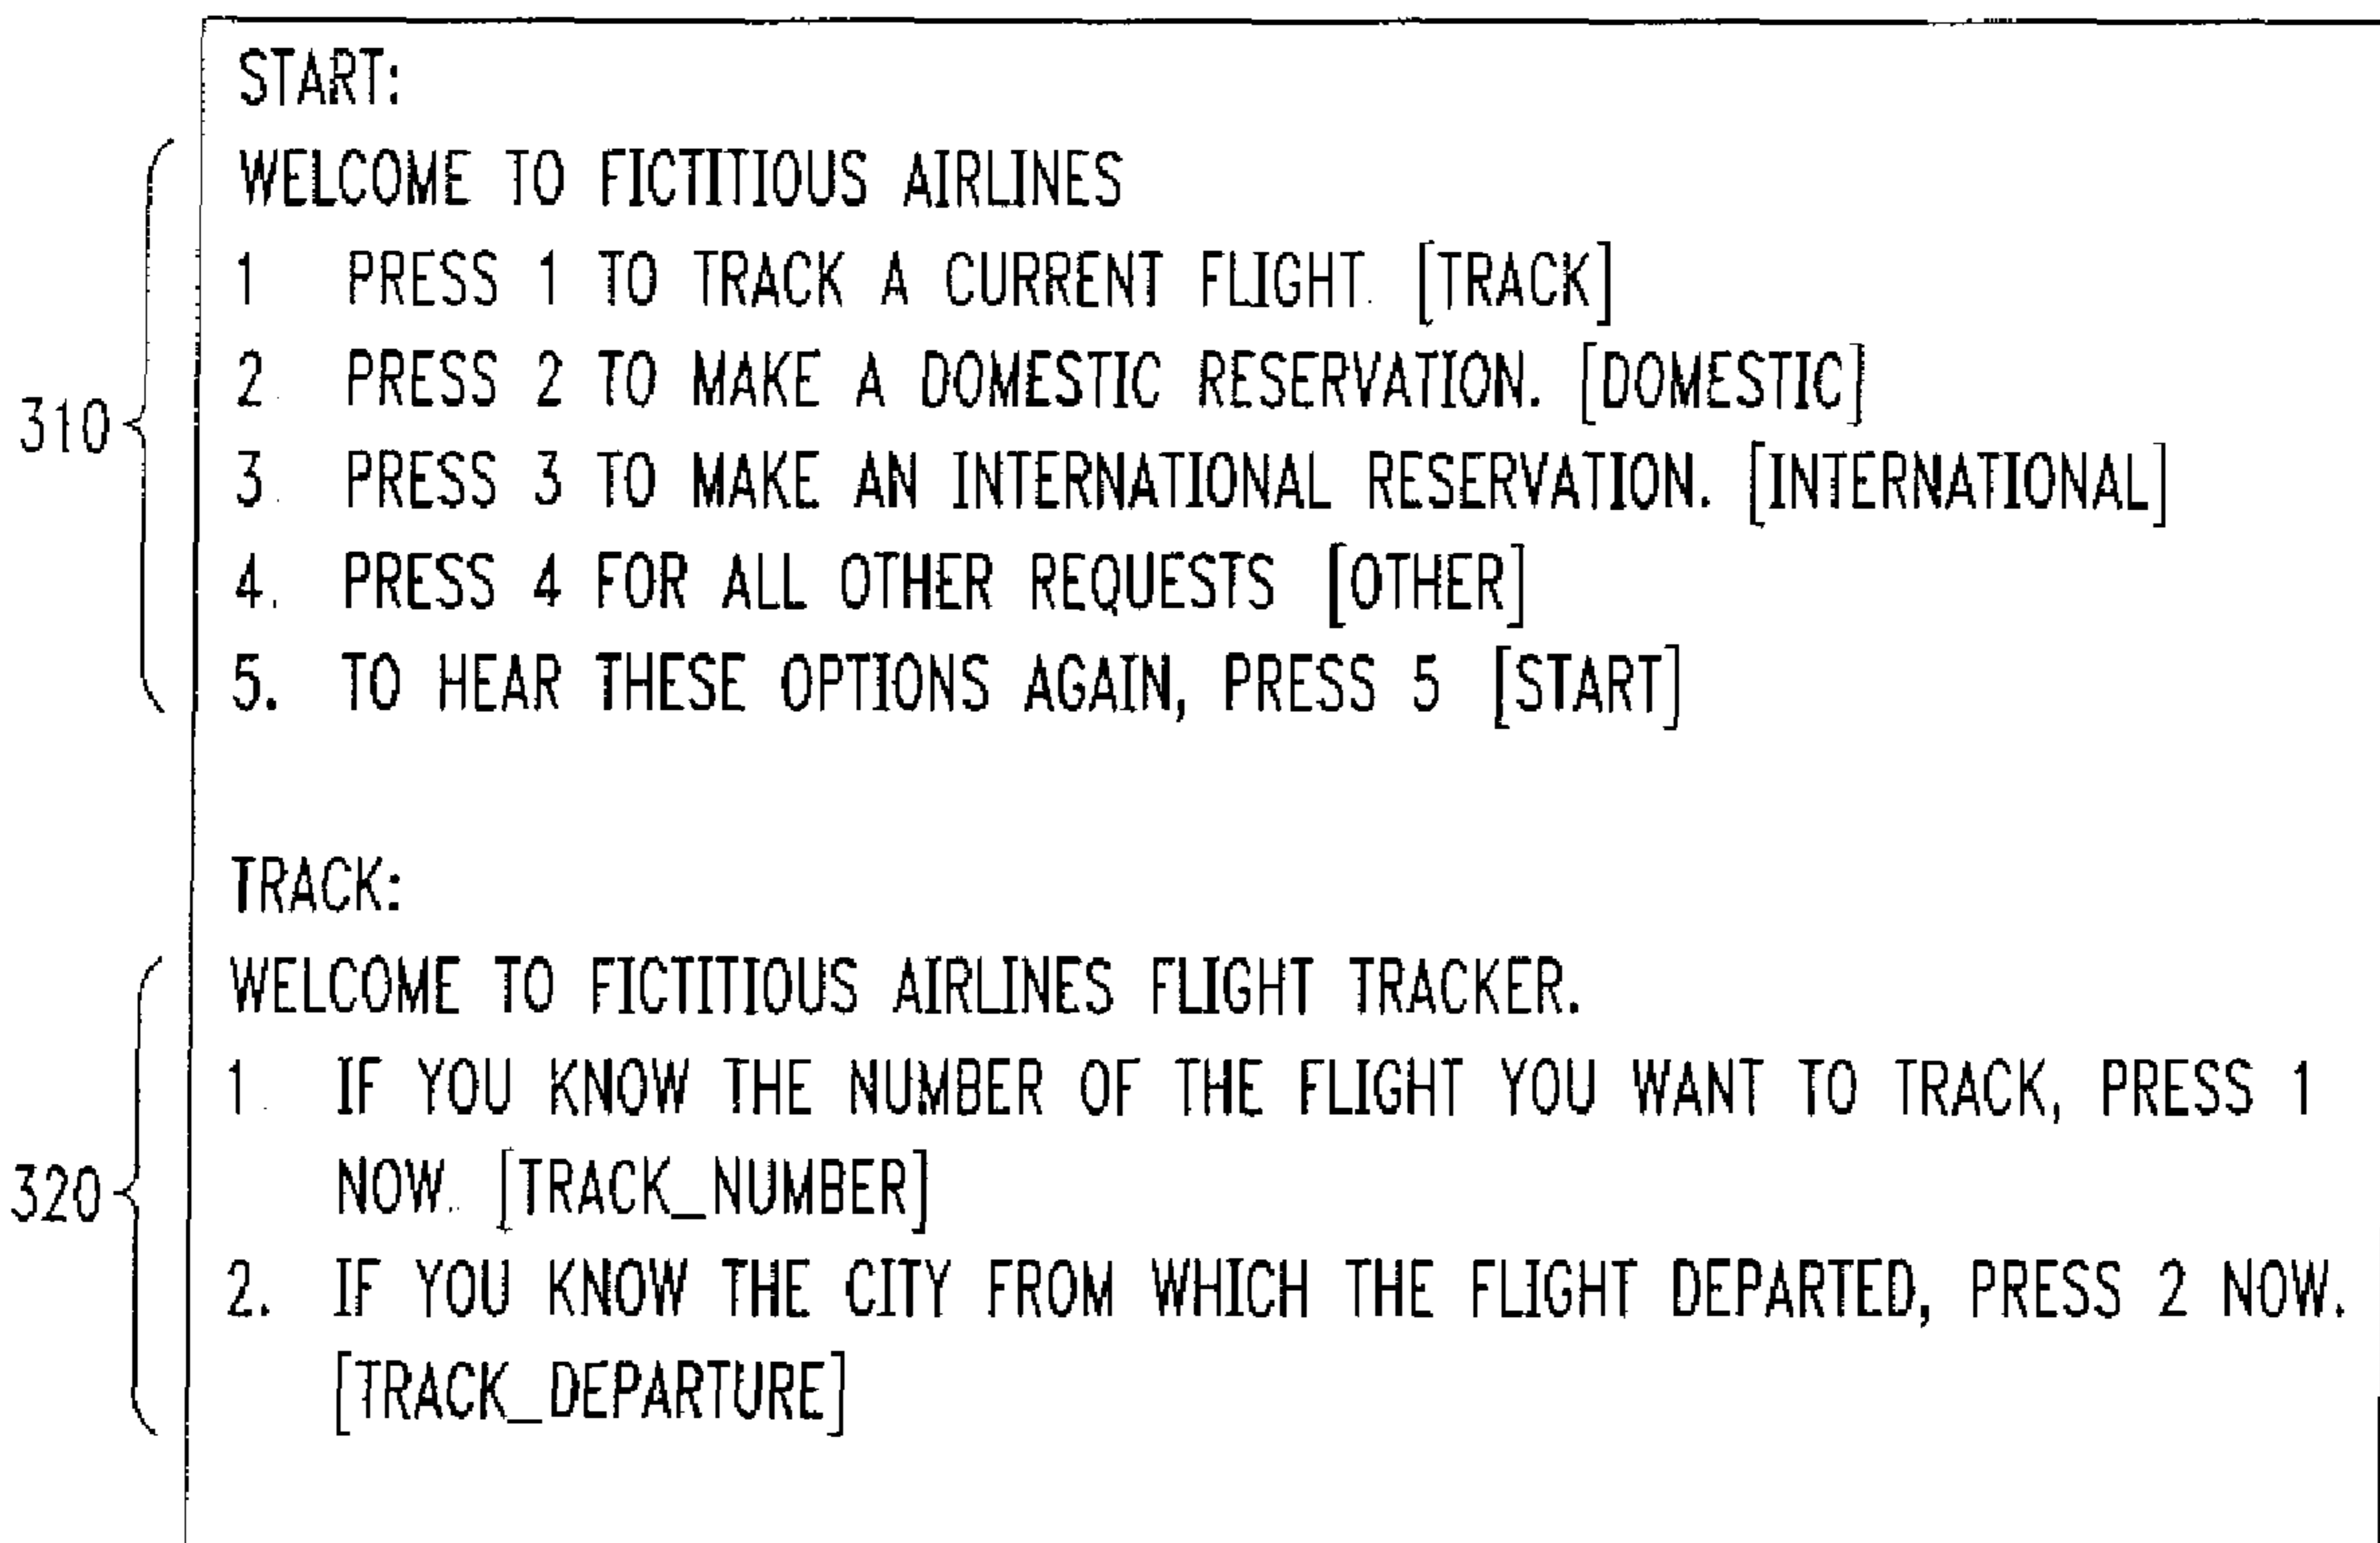 START:
WELCOME TO FICTITIOUS AIRLINES
1 PRESS 1 TO TRACK A CURRENT FLIGHT. [TRACK]
2. PRESS 2 TO MAKE A DOMESTIC RESERVATION. [DOMESTIC]
310
3. PRESS 3 TO MAKE AN INTERNATIONAL RESERVATION. [INTERNATIONAL]
4. PRESS 4 FOR ALL OTHER REQUESTS [OTHER]
5. TO HEAR THESE OPTIONS AGAIN, PRESS 5 [START]
TRACK:
WELCOME TO FICTITIOUS AIRLINES FLIGHT TRACKER.
1. IF YOU KNOW THE NUMBER OF THE FLIGHT YOU WANT TO TRACK, PRESS 1
320
NOW. [TRACK_NUMBER]
2. IF YOU KNOW THE CITY FROM WHICH THE FLIGHT DEPARTED, PRESS 2 NOW.
[TRACK_DEPARTURE]